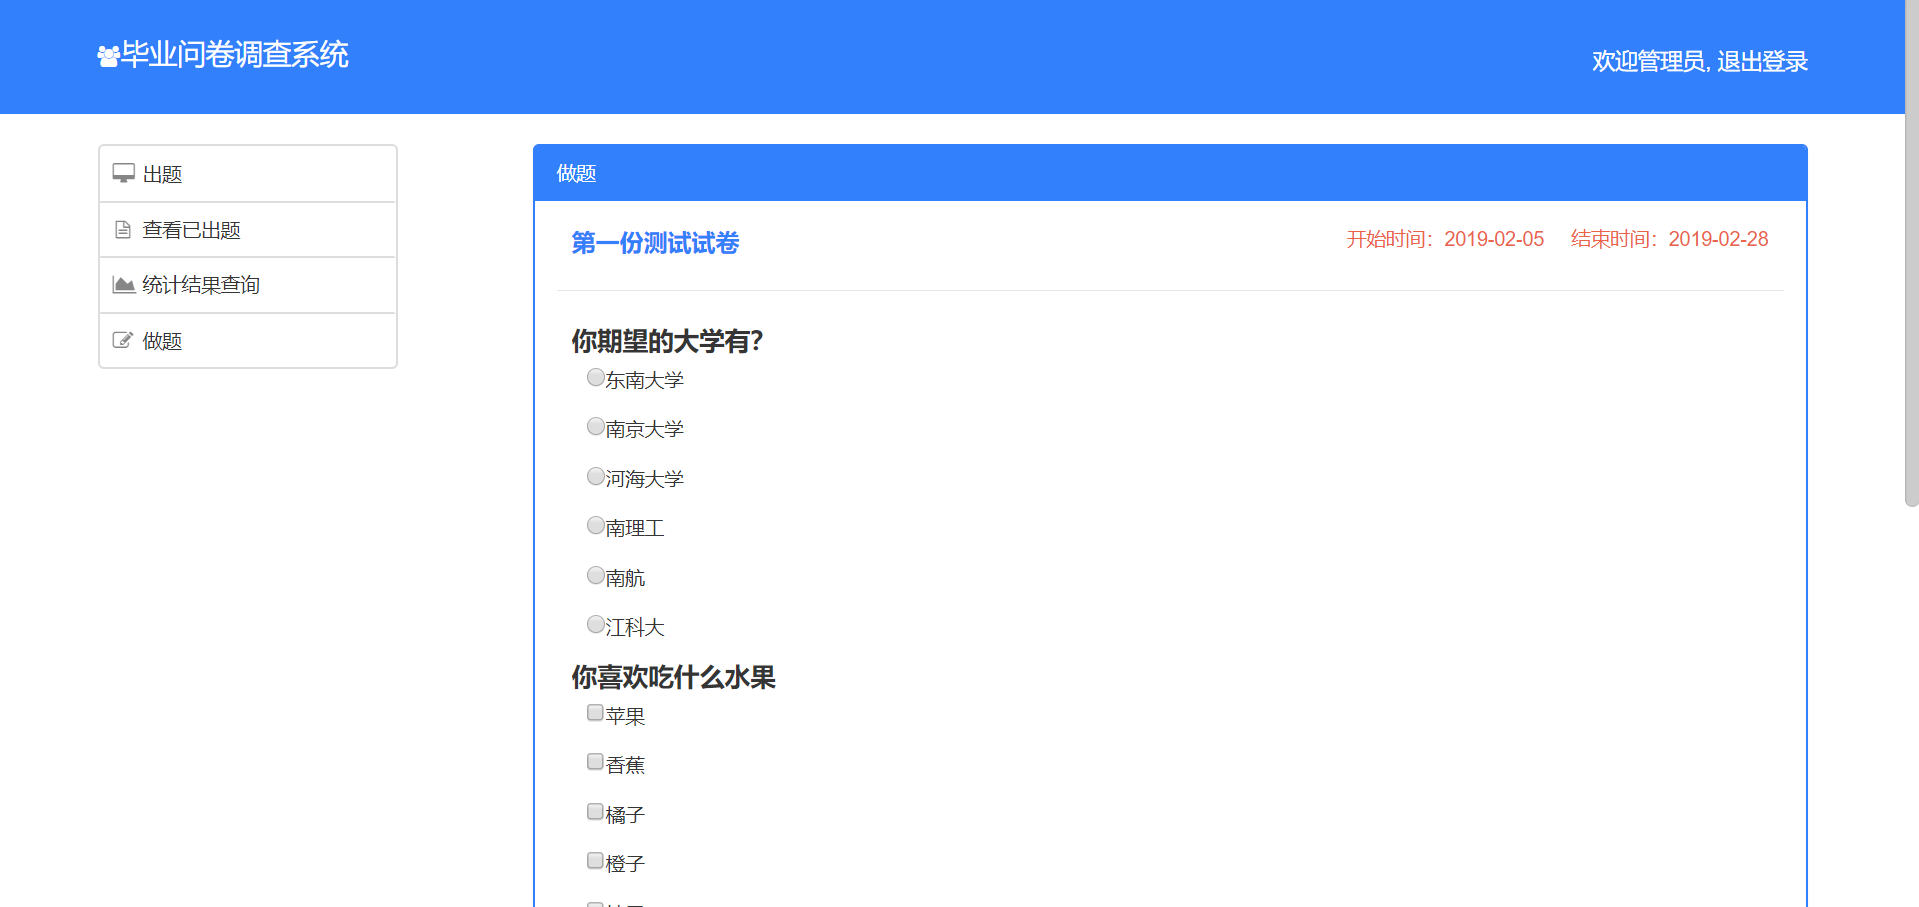 毕业问卷调查系统
欢迎管理员, 退出登录
出题
查看已出题
统计结果查询
做题
做题
第一份测试试卷
开始时间：2019-02-05 结束时间：2019-02-28
你期望的大学有？
东南大学
南京大学
河海大学
南理工
南航
江科大
你喜欢吃什么水果
苹果
香蕉
橘子
橙子